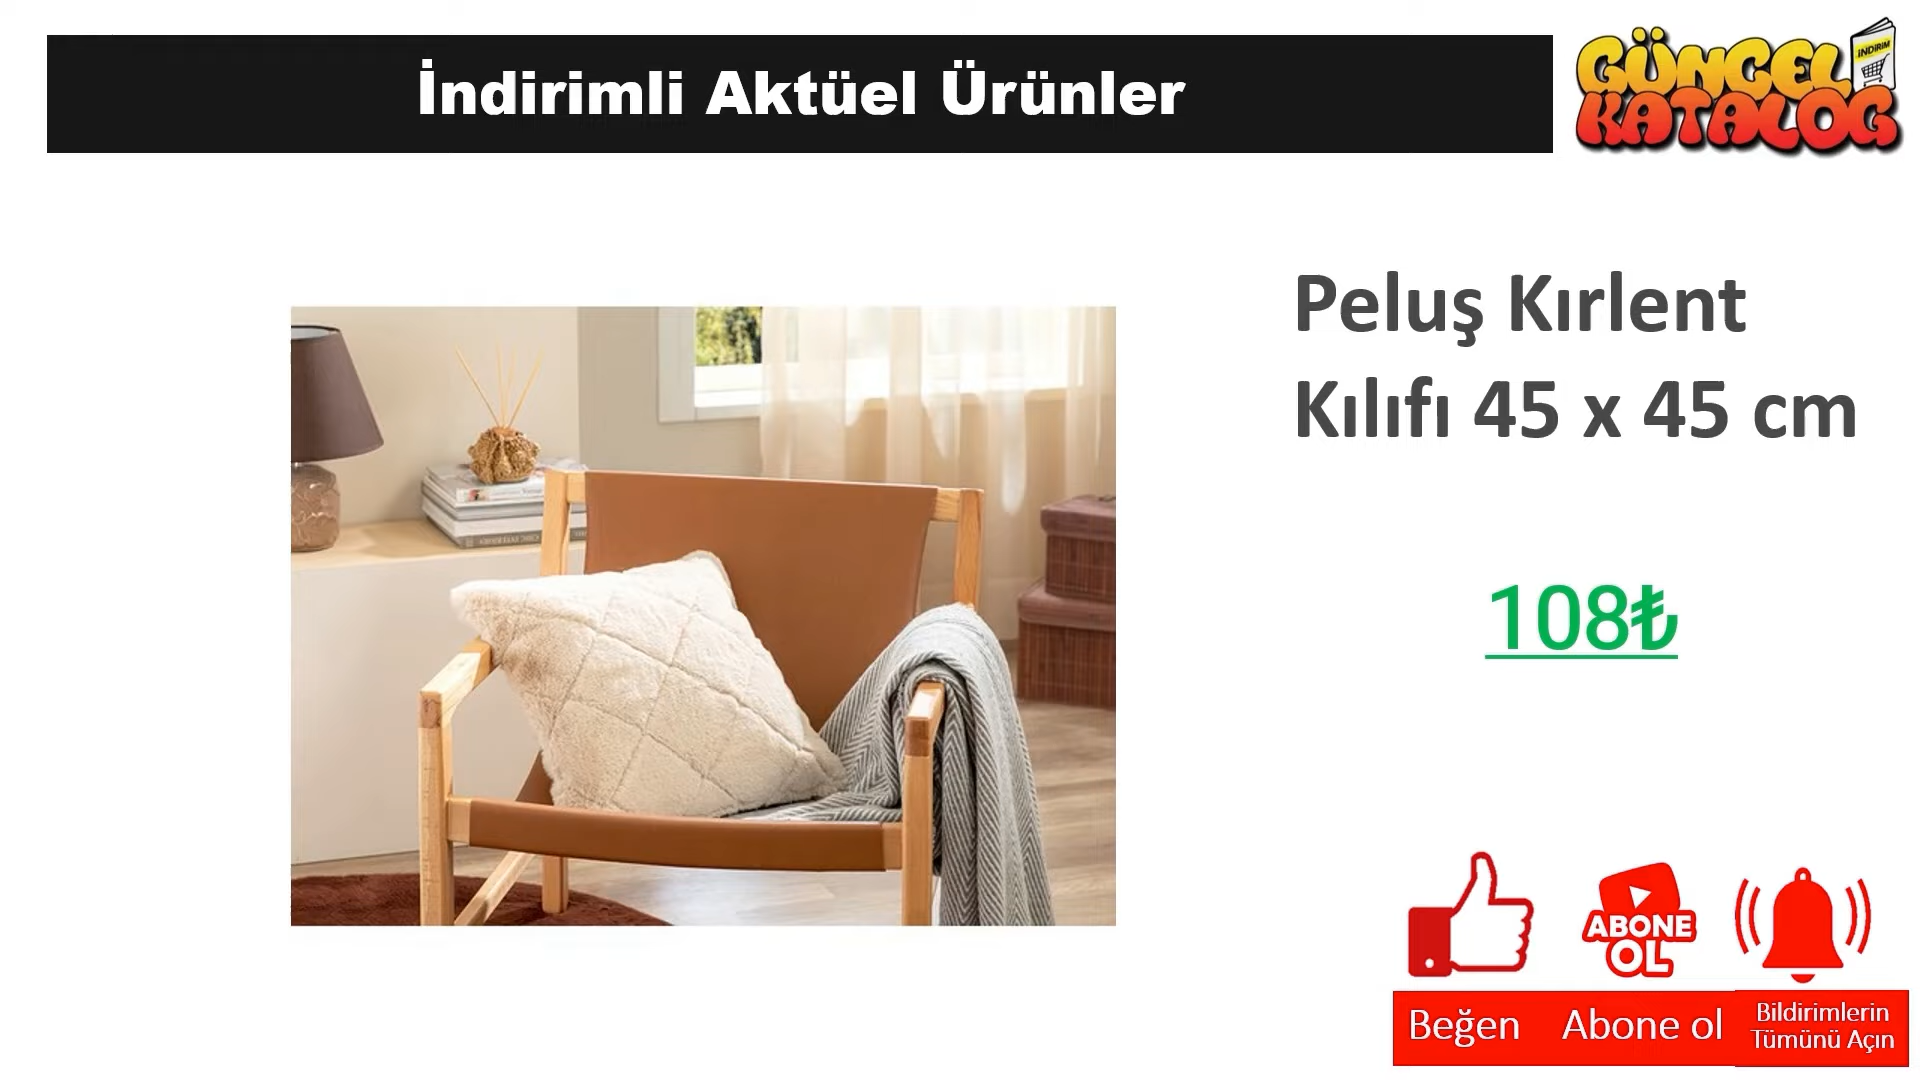 İndirimli Aktüel Ürünler
GÜNCEL
KATALOG
İNDİRİM
Peluş Kırlent
Kılıfı 45 x 45 cm
108₺
ABONE
OL
Beğen
Abone ol
Bildirimlerin
Tümünü Açın